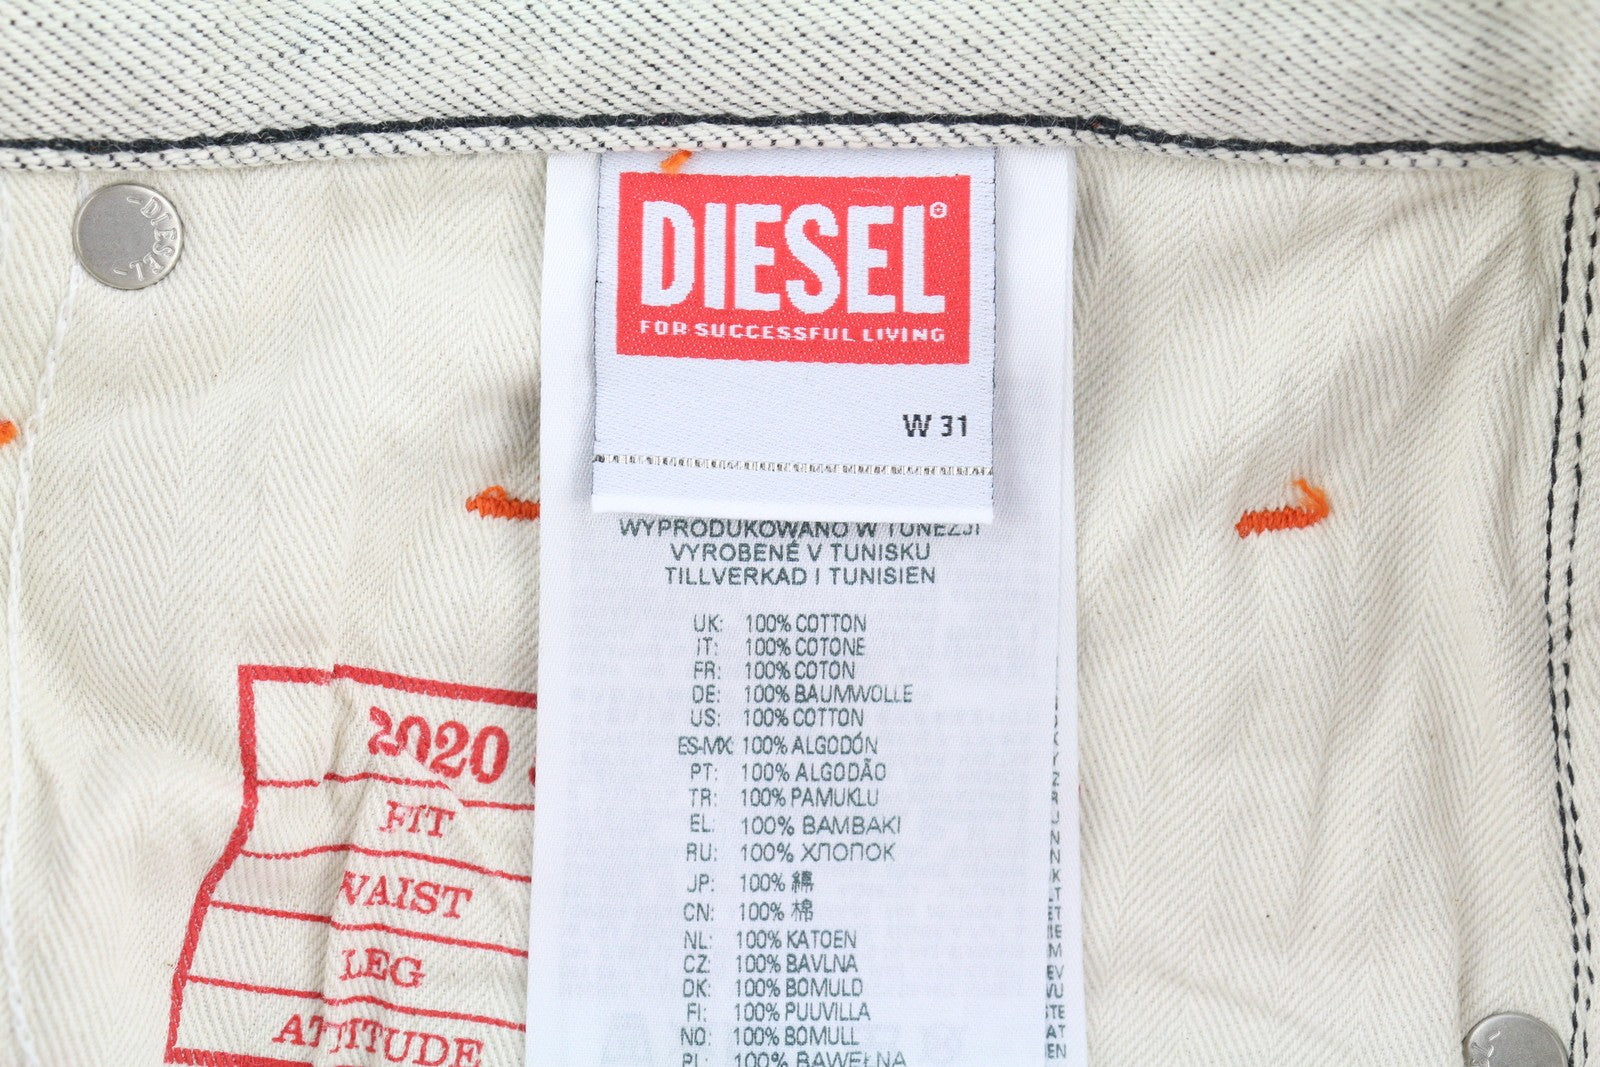 -DIESEL-
DIESEL
FOR SUCCESSFUL LIVING
W 31
WYPRODUKOWANO W TUNEZJI
VYROBENÉ V TUNISKU
TILLVERKAD I TUNISIEN
UK: 100% COTTON
IT: 100% COTONE
FR: 100% COTON
DE: 100% BAUMWOLLE
US: 100% COTTON
ES-MX: 100% ALGODÓN
PT: 100% ALGODÃO
TR: 100% PAMUKLU
EL: 100% BAMBAKI
RU: 100% ХЛОПОК
JP: 100% 綿
CN: 100% 棉
NL: 100% KATOEN
CZ: 100% BAVLNA
DK: 100% BOMULD
FI: 100% PUUVILLA
NO: 100% BOMULL
PL: 100% BAWEŁNA
2020
FIT
WAIST
LEG
ATTITUDE